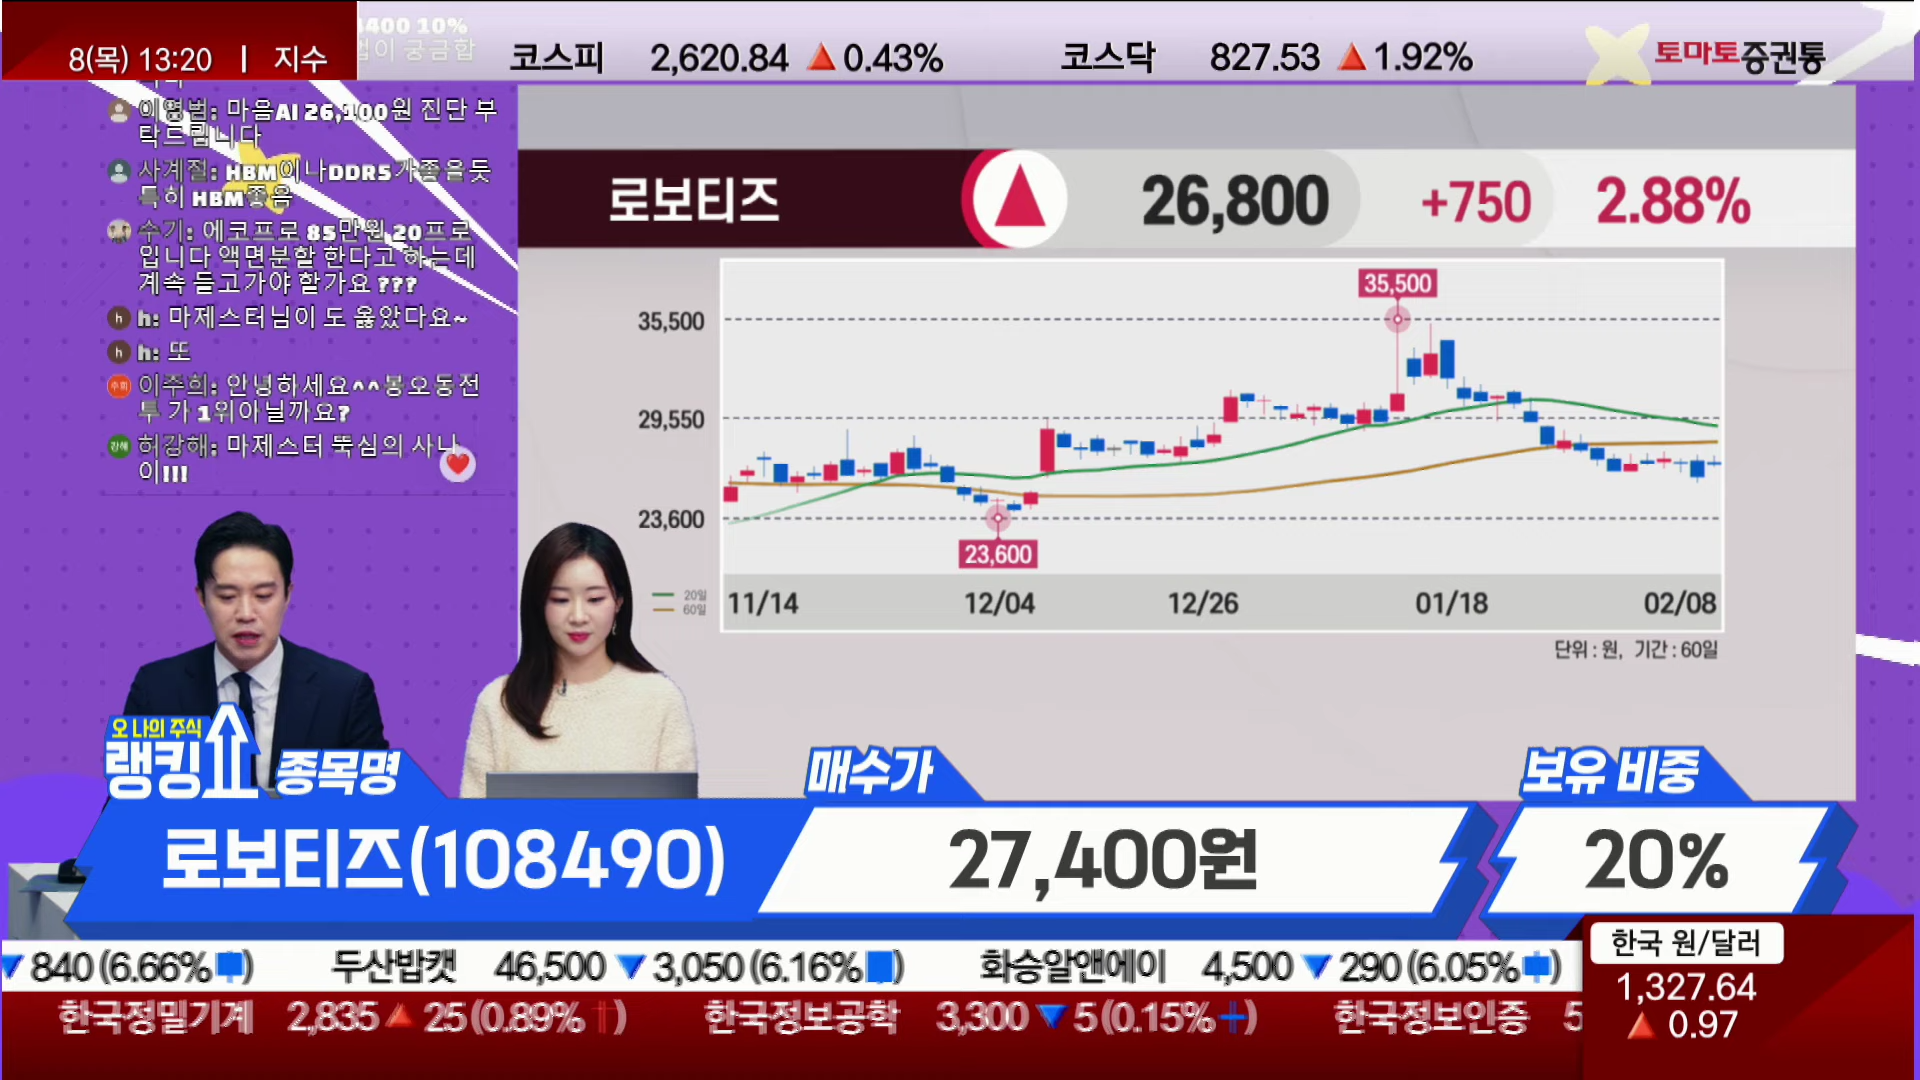 8(목) 13:20 | 지수
4400 10%
이 궁금합
코스피 2,620.84 ▲0.43%
코스닥 827.53 ▲1.92%
토마토증권통
이영범: 마음AI 26,100원 진단 부
탁드립니다
사계절: HBM이나DDR5가좋을듯
특히 HBM좋음
수기: 에코프로 85만원 20프로
입니다 액면분할 한다고 하는데
계속 들고가야 할가요 ???
h: 마제스터님이 도 옳았다요~
h: 또
이주희: 안녕하세요^^몽오동전
투 가 1위아닐까요?
허강해: 마제스터 뚝심의 사나
이!!!
로보티즈 ▲ 26,800 +750 2.88%
35,500
35,500
29,550
23,600
23,600
20일
60일
11/14 12/04 12/26 01/18 02/08
단위 : 원, 기간 : 60일
오 나의 주식
랭킹
종목명 매수가 보유 비중
로보티즈(108490) 27,400원 20%
▼840(6.66%) 두산밥캣 46,500▼3,050(6.16%) 화승알앤에이 4,500▼290(6.05%)
한국정밀기계 2,835▲25(0.89%↑) 한국정보공학 3,300▼5(0.15%) 한국정보인증 5
한국 원/달러
1,327.64
▲ 0.97